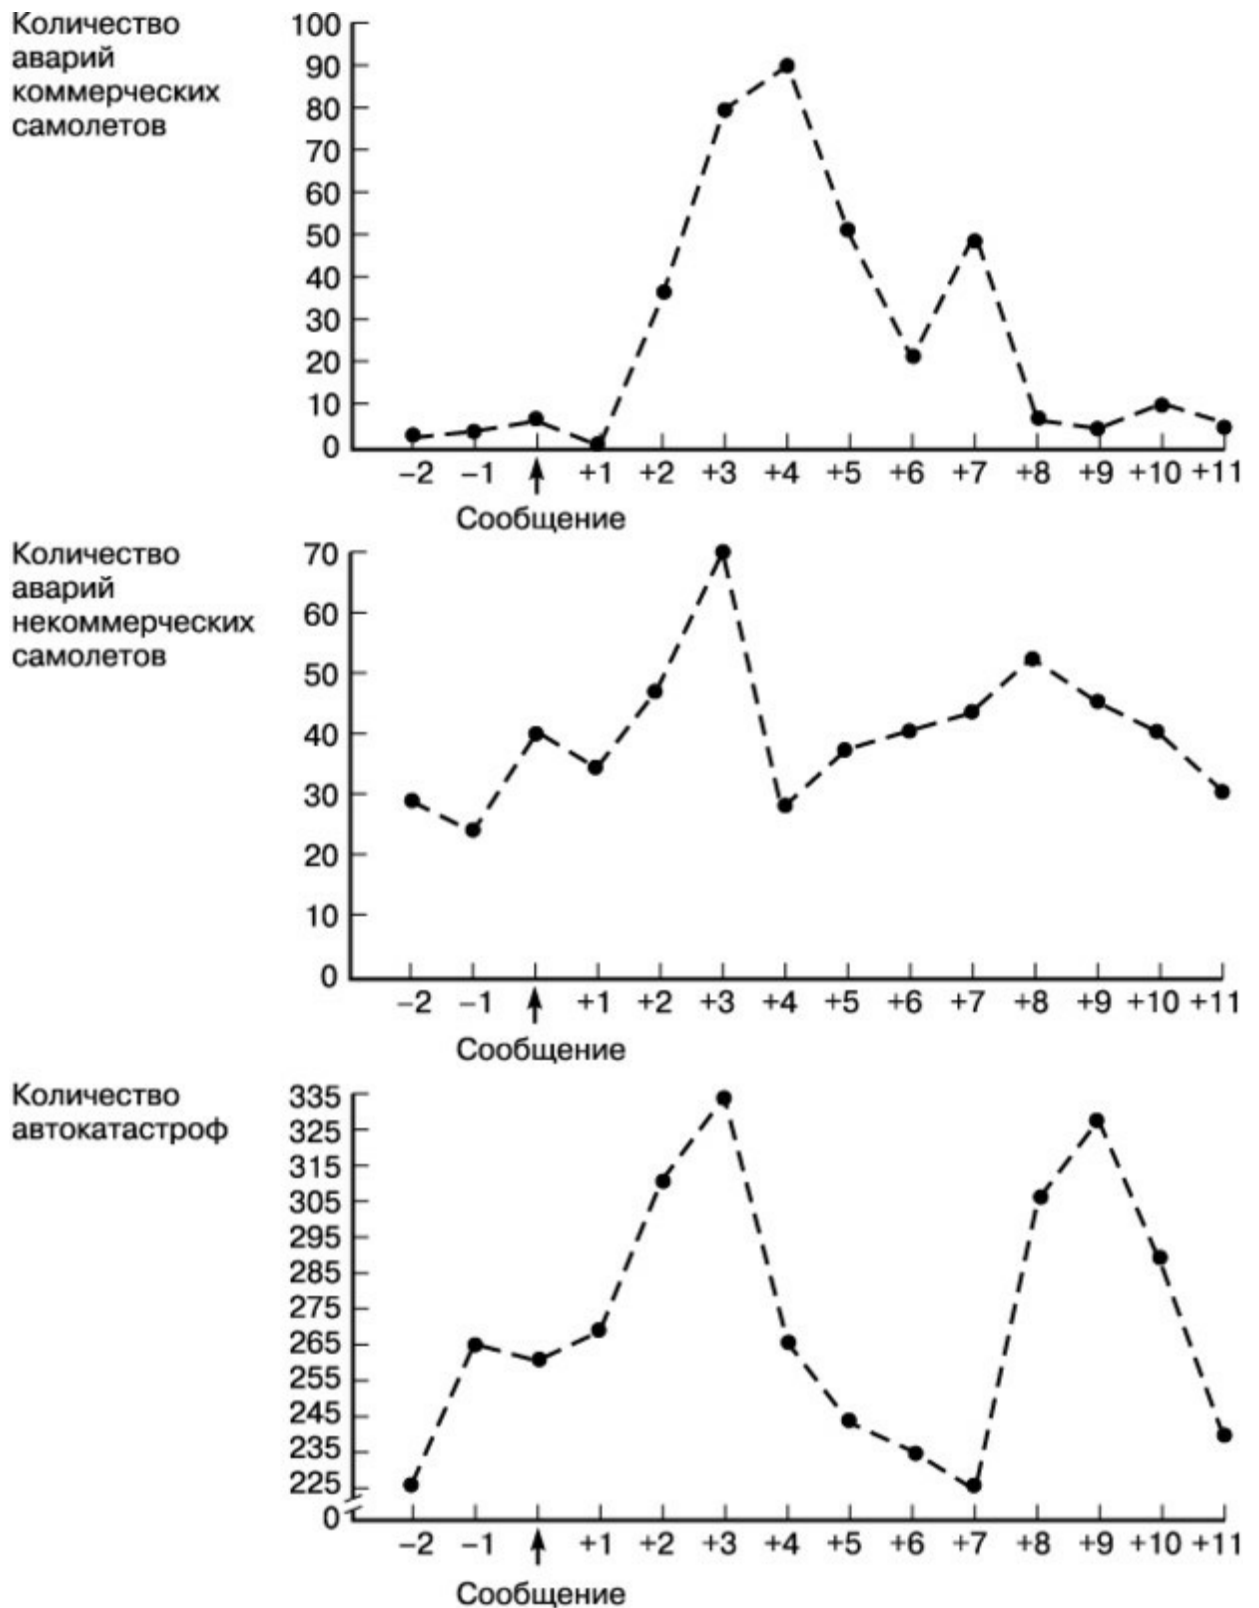 Количество
аварий
коммерческих
самолетов
100
90
80
70
60
50
40
30
20
10
0
−2 −1 +1 +2 +3 +4 +5 +6 +7 +8 +9 +10 +11
Сообщение
Количество
аварий
некоммерческих
самолетов
70
60
50
40
30
20
10
0
−2 −1 +1 +2 +3 +4 +5 +6 +7 +8 +9 +10 +11
Сообщение
Количество
автокатастроф
335
325
315
305
295
285
275
265
255
245
235
225
0
−2 −1 +1 +2 +3 +4 +5 +6 +7 +8 +9 +10 +11
Сообщение